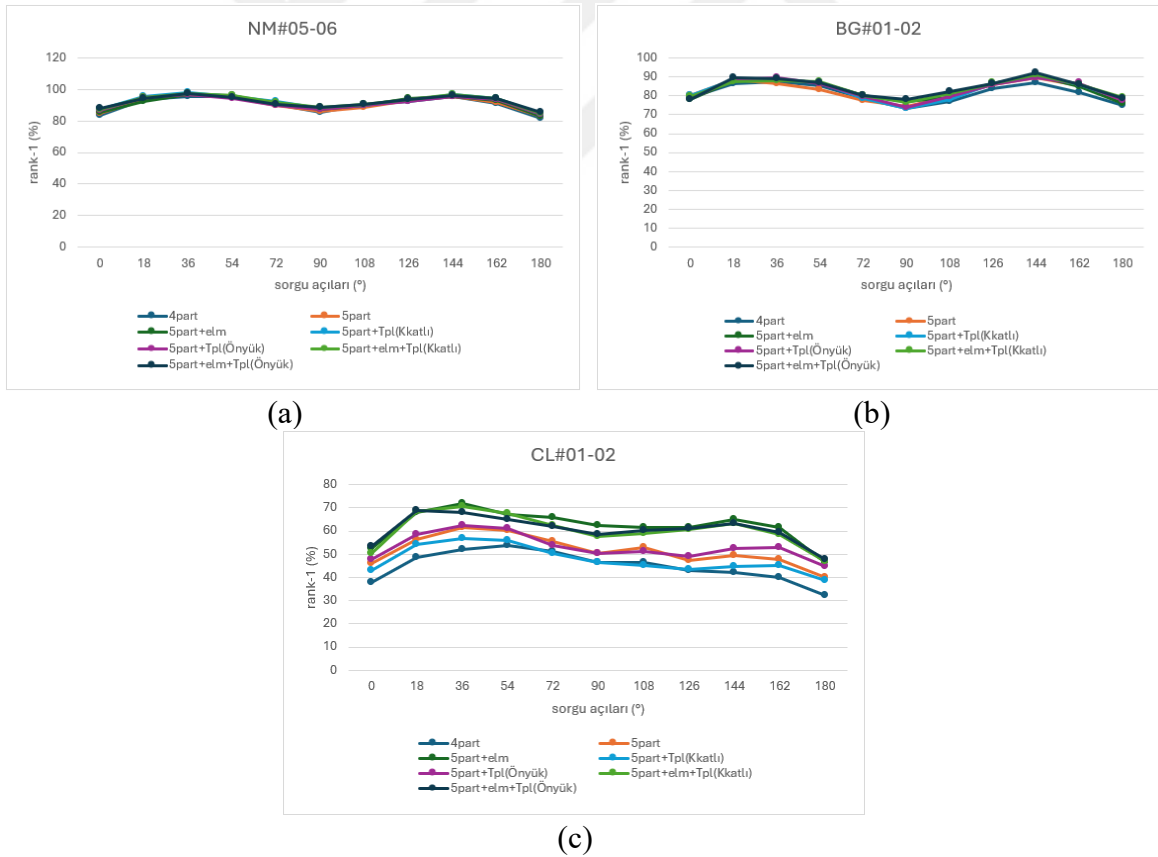 NM#05-06
120
100
80
60
40
20
0
rank-1 (%)
0 18 36 54 72 90 108 126 144 162 180
sorgu açıları (°)
4part 5part
5part+elm 5part+Tpl(Kkatlı)
5part+Tpl(Önyük) 5part+elm+Tpl(Kkatlı)
5part+elm+Tpl(Önyük)
(a)
BG#01-02
100
90
80
70
60
50
40
30
20
10
0
rank-1 (%)
0 18 36 54 72 90 108 126 144 162 180
sorgu açıları (°)
4part 5part
5part+elm 5part+Tpl(Kkatlı)
5part+Tpl(Önyük) 5part+elm+Tpl(Kkatlı)
5part+elm+Tpl(Önyük)
(b)
CL#01-02
80
70
60
50
40
30
20
10
0
rank-1 (%)
0 18 36 54 72 90 108 126 144 162 180
sorgu açıları (°)
4part 5part
5part+elm 5part+Tpl(Kkatlı)
5part+Tpl(Önyük) 5part+elm+Tpl(Kkatlı)
5part+elm+Tpl(Önyük)
(c)